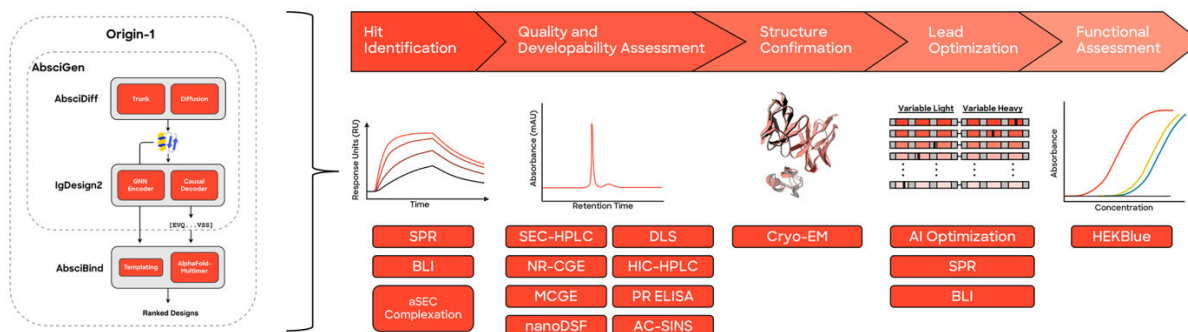 Origin-1
AbsciGen
AbsciDiff
Trunk
Diffusion
IgDesign2
GNN
Encoder
Causal
Decoder
[EVQ...VSS]
AbsciBind
Templating
AlphaFold-
Multimer
Ranked Designs
Hit
Identification
Quality and
Developability Assessment
Structure
Confirmation
Lead
Optimization
Functional
Assessment
Response Units (RU)
Time
Absorbance (mAU)
Retention Time
Variable Light
Variable Heavy
Absorbance
Concentration
SPR
BLI
aSEC
Complexation
SEC-HPLC
DLS
NR-CGE
HIC-HPLC
MCGE
PR ELISA
nanoDSF
AC-SINS
Cryo-EM
AI Optimization
SPR
BLI
HEKBlue